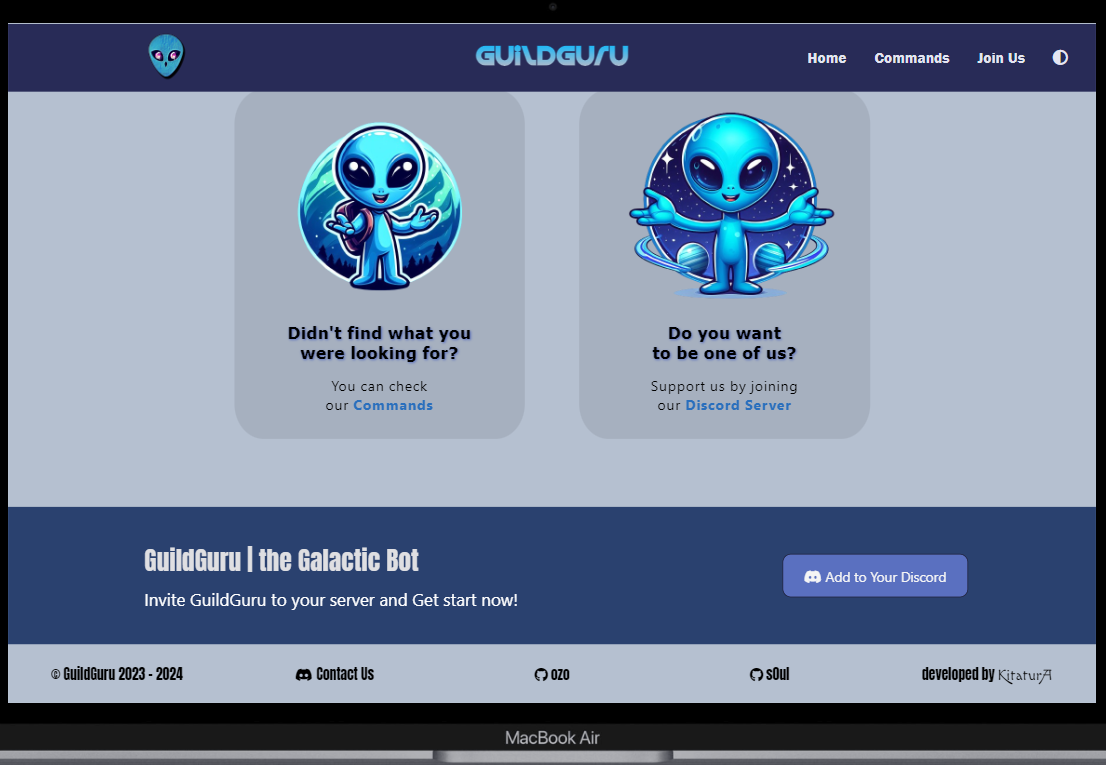 GUILDGURU
Home Commands Join Us
Didn't find what you
were looking for?
You can check
our Commands
Do you want
to be one of us?
Support us by joining
our Discord Server
GuildGuru | the Galactic Bot
Invite GuildGuru to your server and Get start now!
Add to Your Discord
© GuildGuru 2023 - 2024
Contact Us
ozo
s0ul
developed by KitaturA
MacBook Air